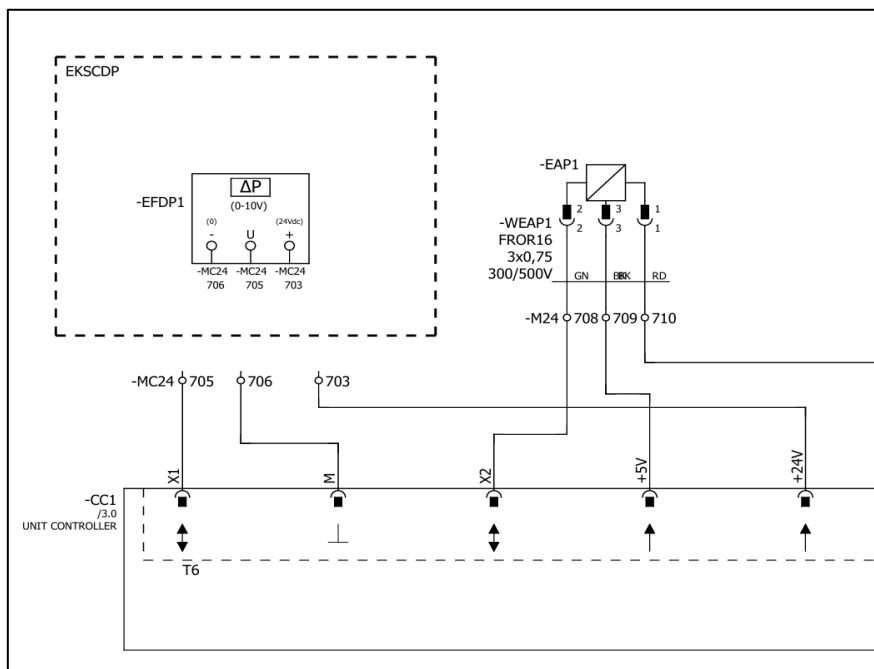 EKSCDP
-EFDP1
ΔP
(0-10V)
(0) (24Vdc)
- U +
-MC24 -MC24 -MC24
706 705 703
-EAP1
2 3 1
2 3 1
-WEAP1
FROR16
3x0,75
300/500V
GN BK RD
-M24 708 709 710
-MC24 705 706 703
X1 M X2 +5V +24V
-CC1
/3.0
UNIT CONTROLLER
T6